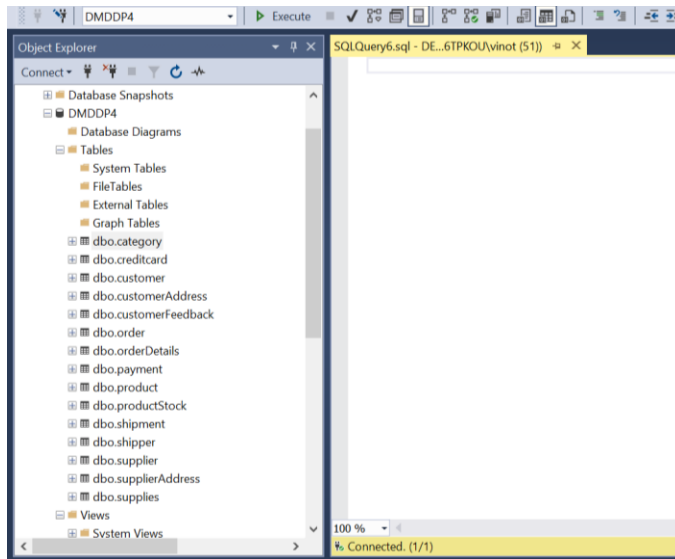 DMDDP4
Execute
Object Explorer
SQLQuery6.sql - DE...6TPKOU\vinot (51))
Connect
Database Snapshots
DMDDP4
Database Diagrams
Tables
System Tables
FileTables
External Tables
Graph Tables
dbo.category
dbo.creditcard
dbo.customer
dbo.customerAddress
dbo.customerFeedback
dbo.order
dbo.orderDetails
dbo.payment
dbo.product
dbo.productStock
dbo.shipment
dbo.shipper
dbo.supplier
dbo.supplierAddress
dbo.supplies
Views
System Views
100 %
Connected. (1/1)